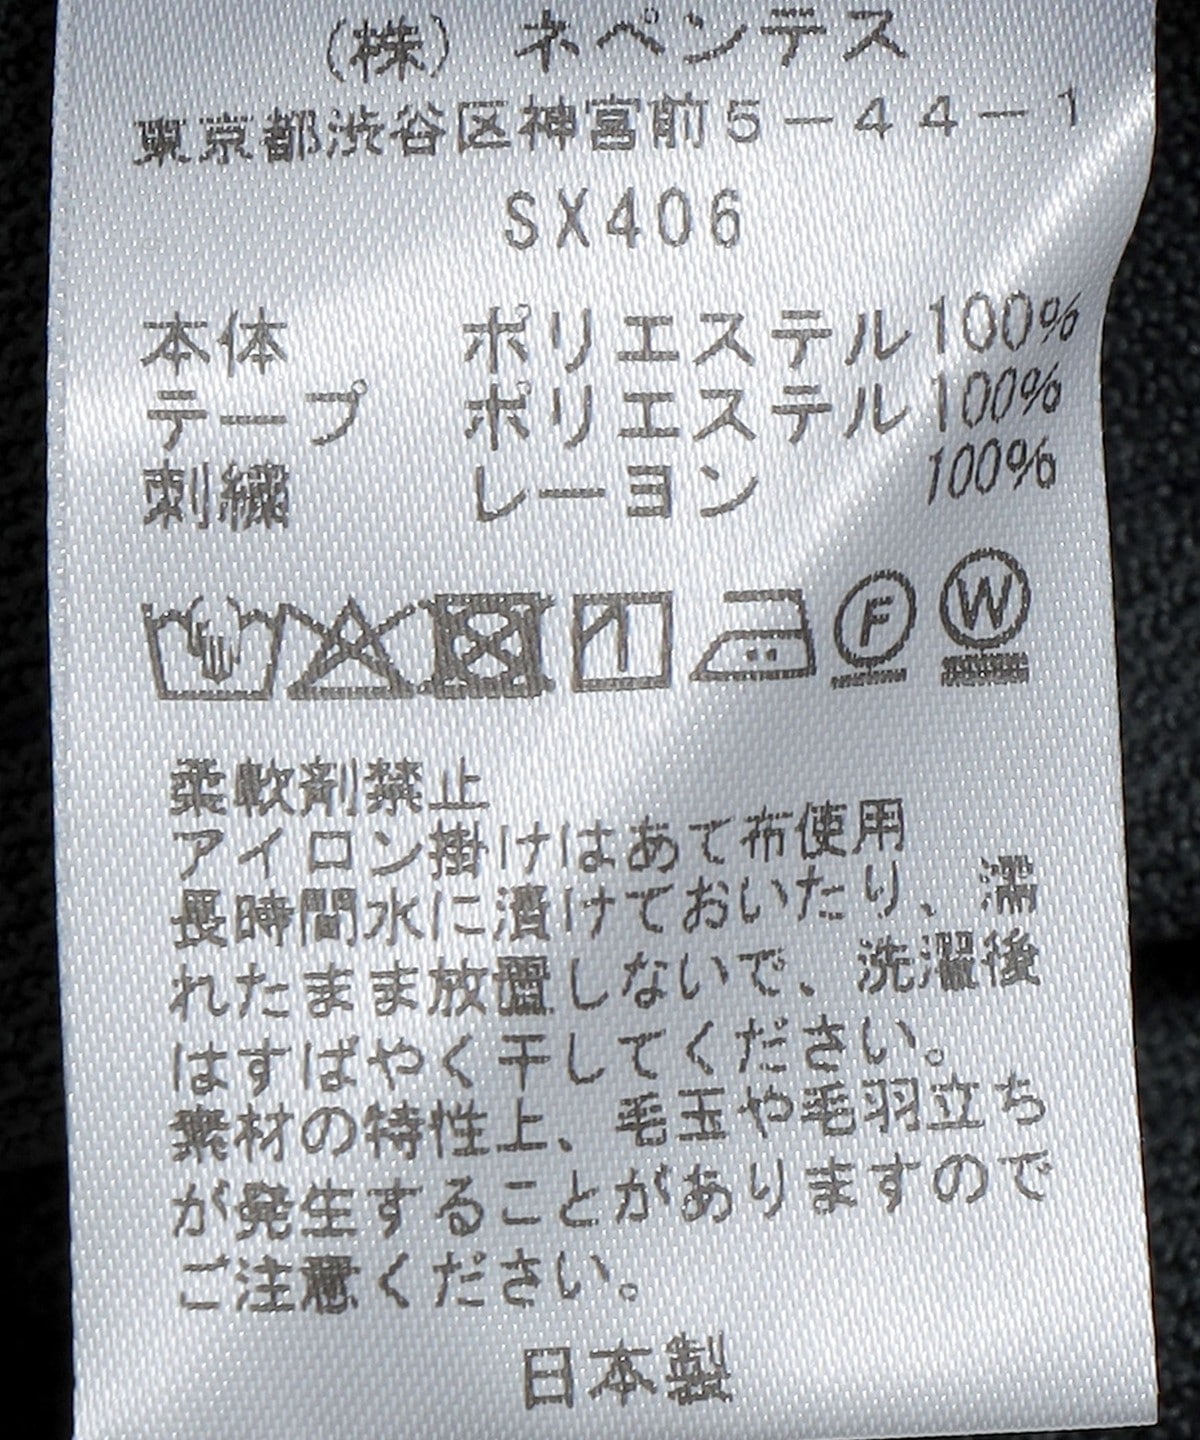 (株) ネペンテス
東京都渋谷区神宮前5-44-1
SX406
本体 ポリエステル100%
テープ ポリエステル100%
刺繍 レーヨン 100%
F W
柔軟剤禁止
アイロン掛けはあて布使用
長時間水に漬けておいたり、濡
れたまま放置しないで、洗濯後
はすばやく干してください。
素材の特性上、毛玉や毛羽立ち
が発生することがありますので
ご注意ください。
日本製